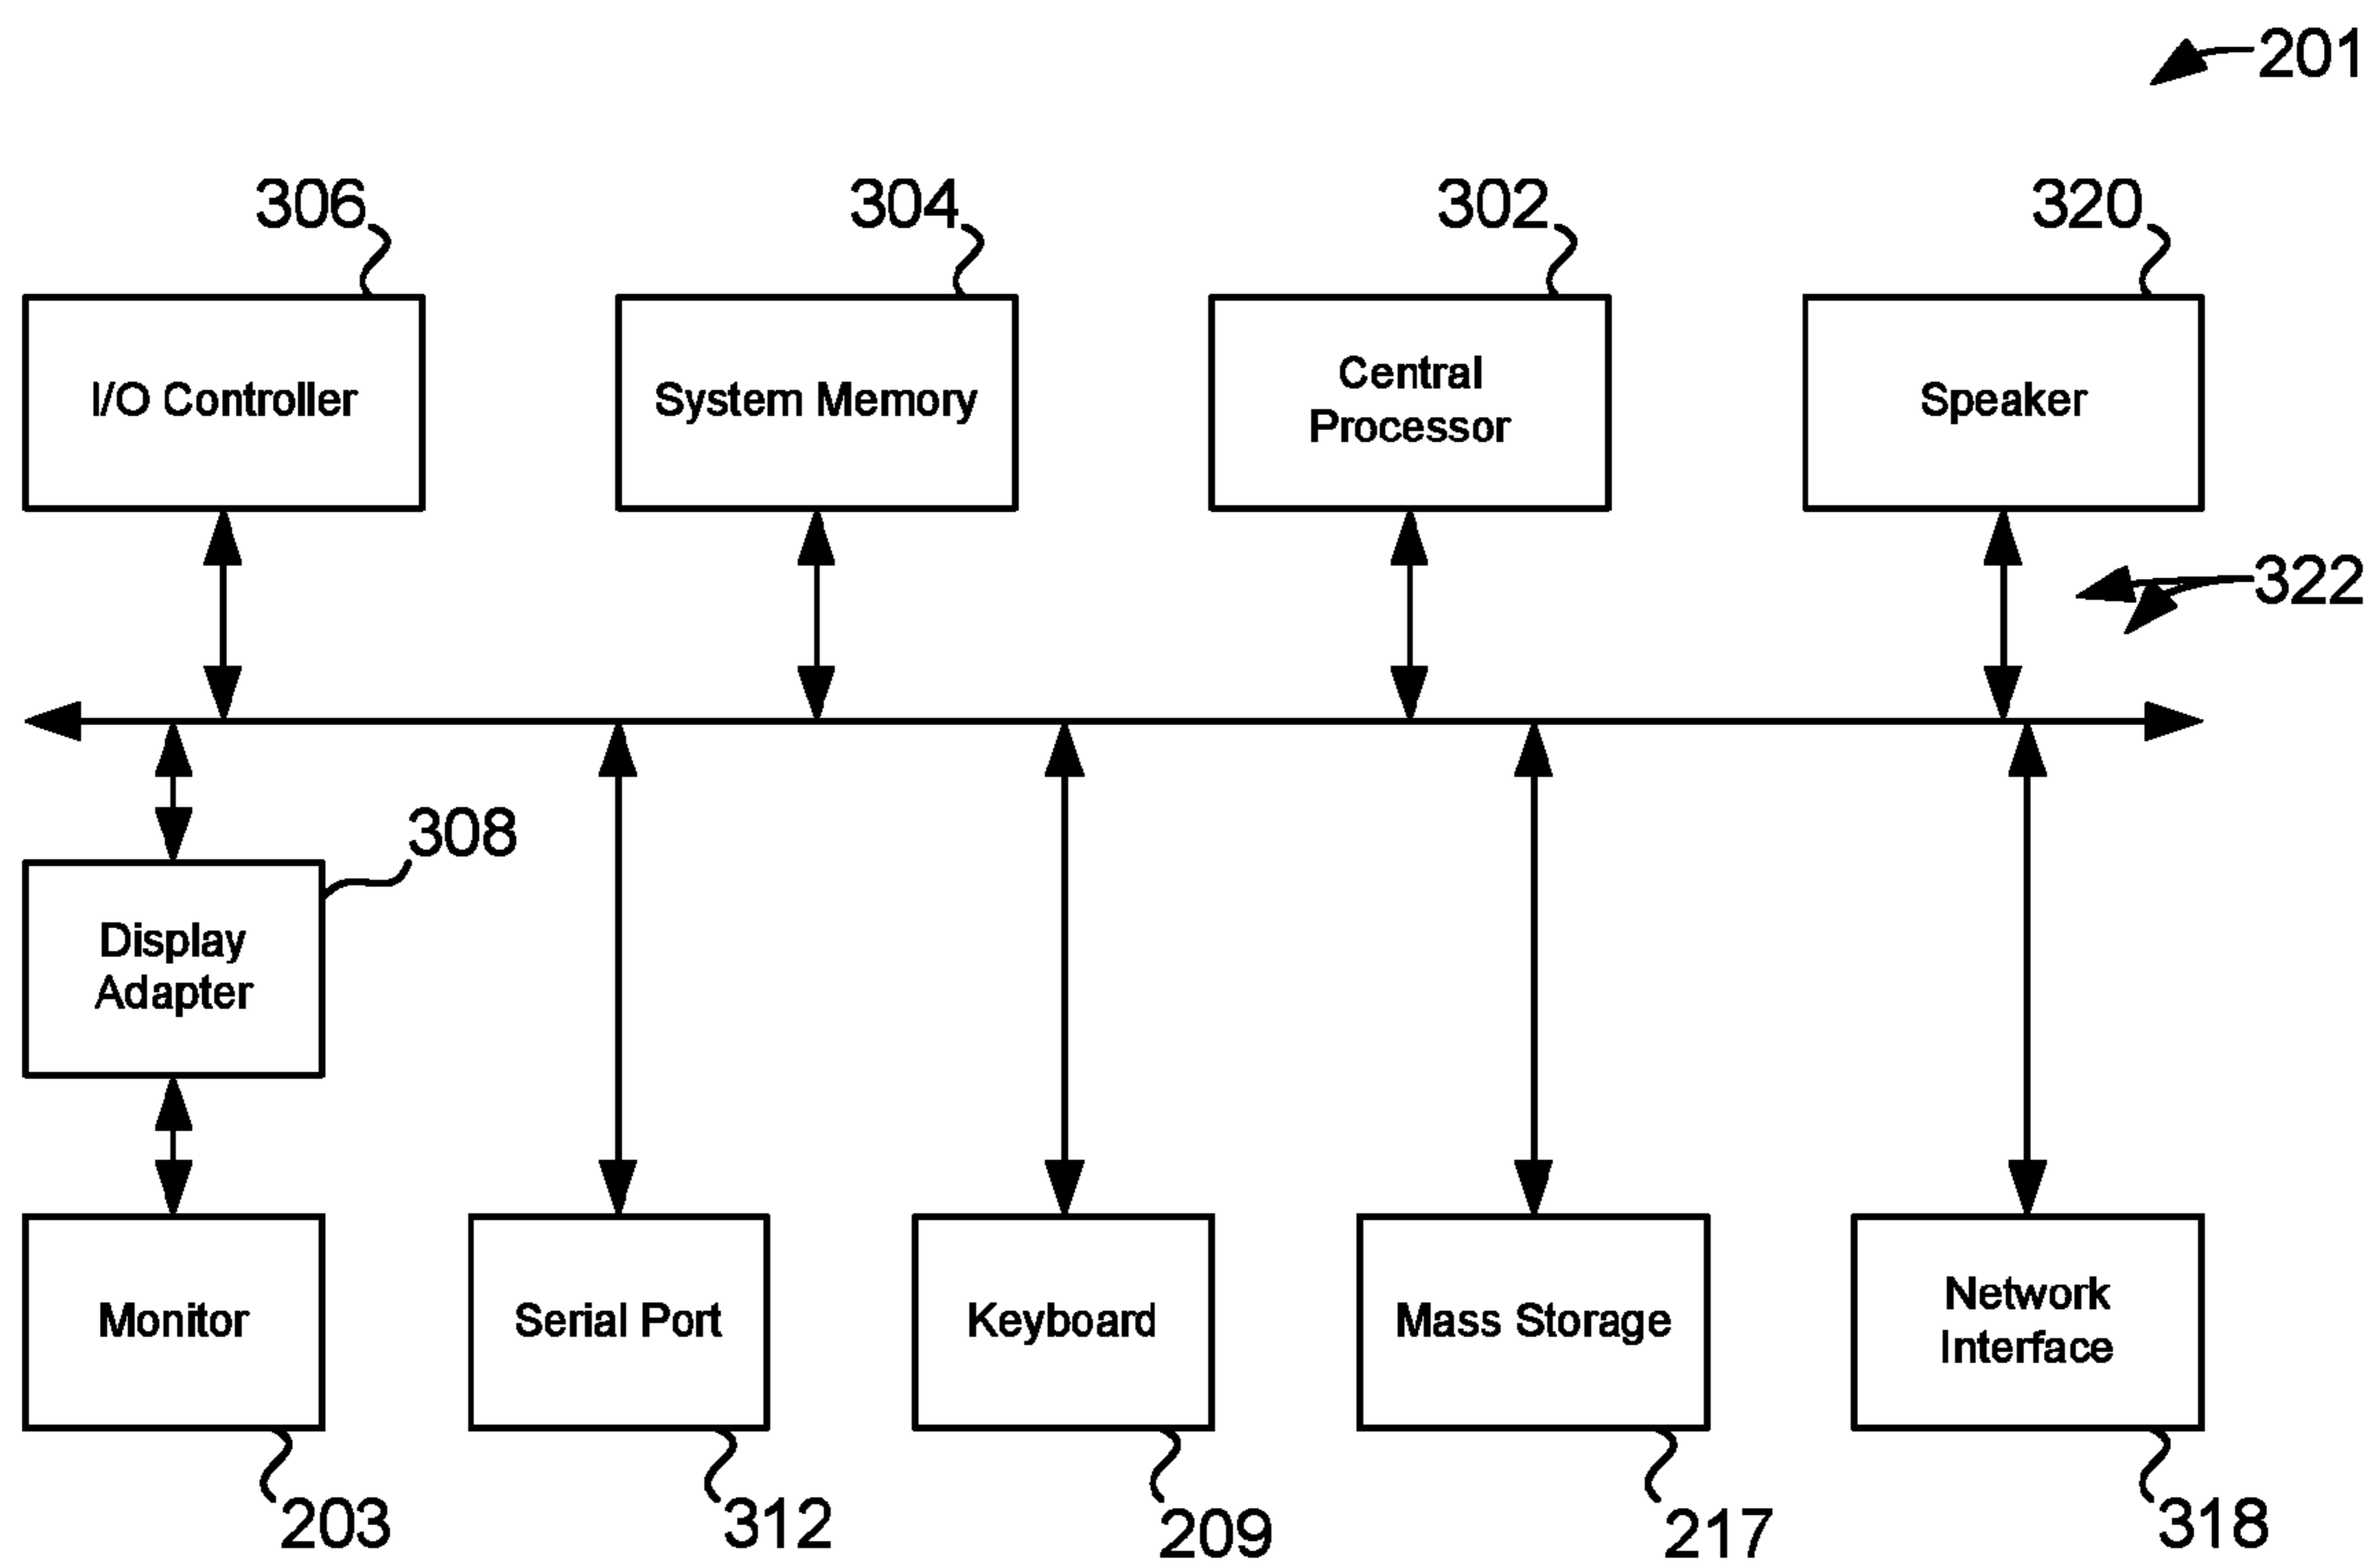 201
306
304
302
320
I/O Controller
System Memory
Central
Processor
Speaker
322
308
Display
Adapter
Monitor
Serial Port
Keyboard
Mass Storage
Network
Interface
203
312
209
217
318